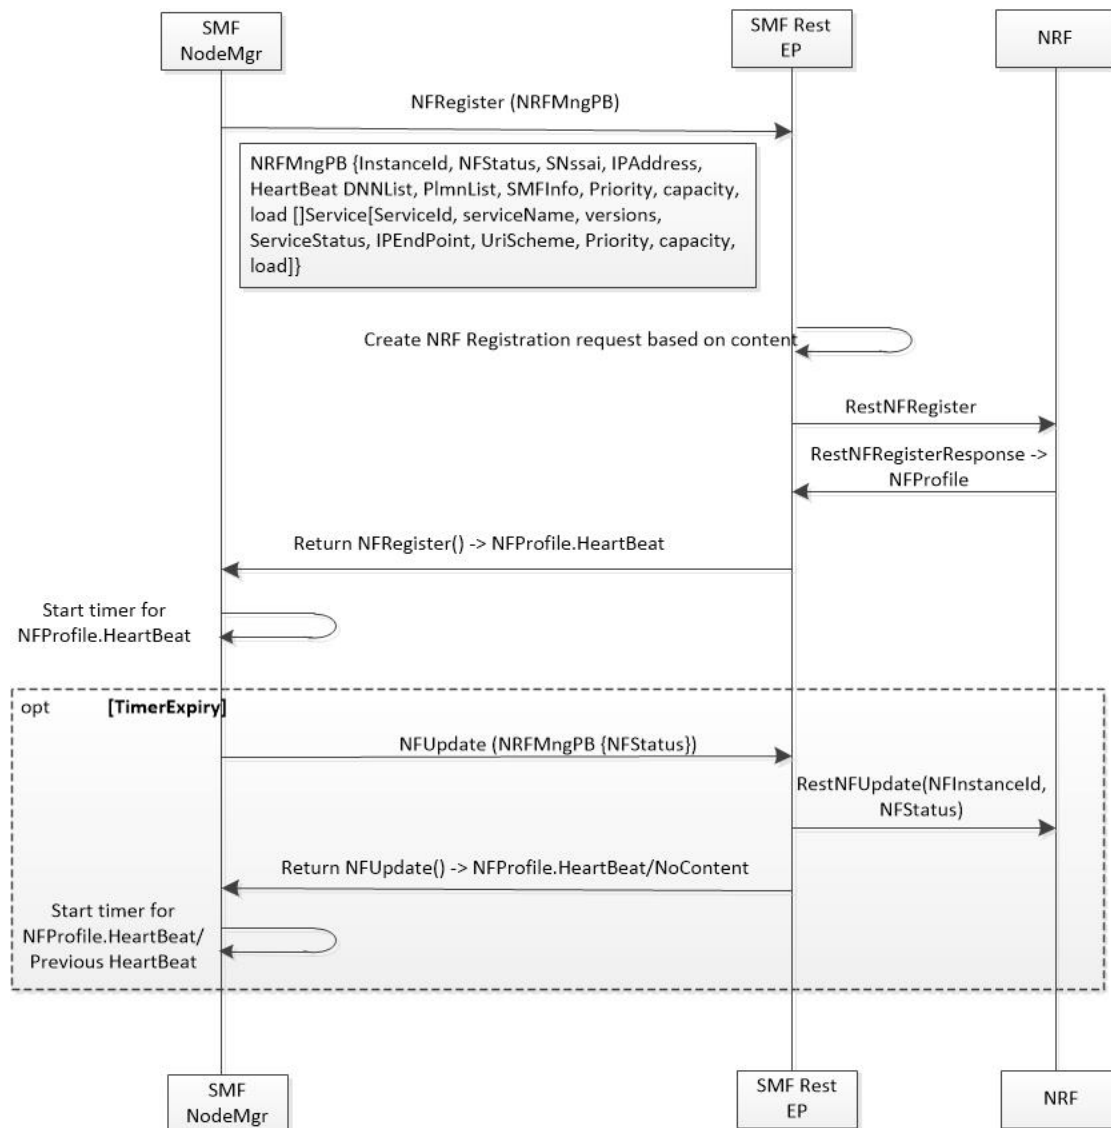 SMF
NodeMgr
SMF Rest
EP
NRF
NFRegister (NRFMngPB)
NRFMngPB {InstanceId, NFStatus, SNssai, IPAddress,
HeartBeat DNNList, PlmnList, SMFInfo, Priority, capacity,
load []Service[ServiceId, serviceName, versions,
ServiceStatus, IPEndPoint, UriScheme, Priority, capacity,
load]}
Create NRF Registration request based on content
RestNFRegister
RestNFRegisterResponse ->
NFProfile
Return NFRegister() -> NFProfile.HeartBeat
Start timer for
NFProfile.HeartBeat
opt [TimerExpiry]
NFUpdate (NRFMngPB {NFStatus})
RestNFUpdate(NFInstanceId,
NFStatus)
Return NFUpdate() -> NFProfile.HeartBeat/NoContent
Start timer for
NFProfile.HeartBeat/
Previous HeartBeat
SMF
NodeMgr
SMF Rest
EP
NRF